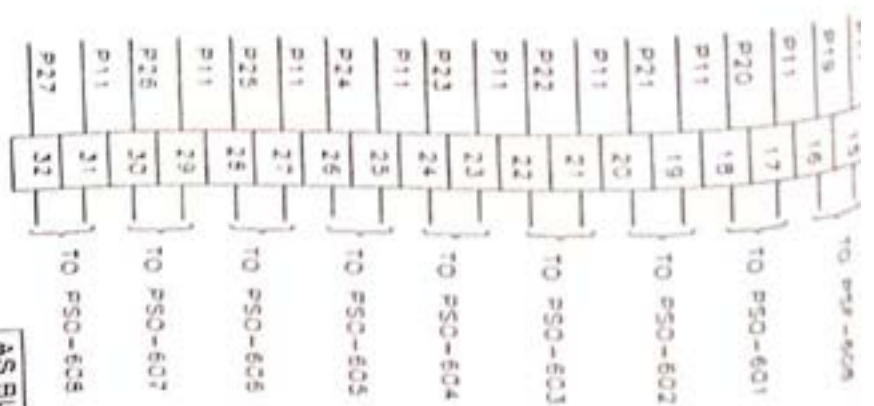 P19
P11
P20
P11
P21
P11
P22
P11
P23
P11
P24
P11
P25
P11
P26
P11
P27
15
16
17
18
19
20
21
22
23
24
25
26
27
28
29
30
31
32
TO PSO-601
TO PSO-602
TO PSO-603
TO PSO-604
TO PSO-605
TO PSO-606
TO PSO-607
TO PSO-608